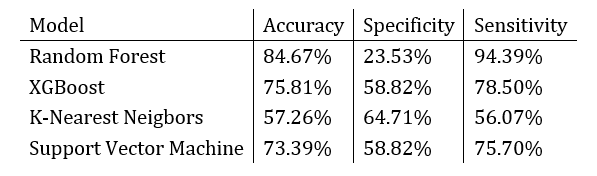 Model Accuracy Specificity Sensitivity
Random Forest 84.67% 23.53% 94.39%
XGBoost 75.81% 58.82% 78.50%
K-Nearest Neigbors 57.26% 64.71% 56.07%
Support Vector Machine 73.39% 58.82% 75.70%